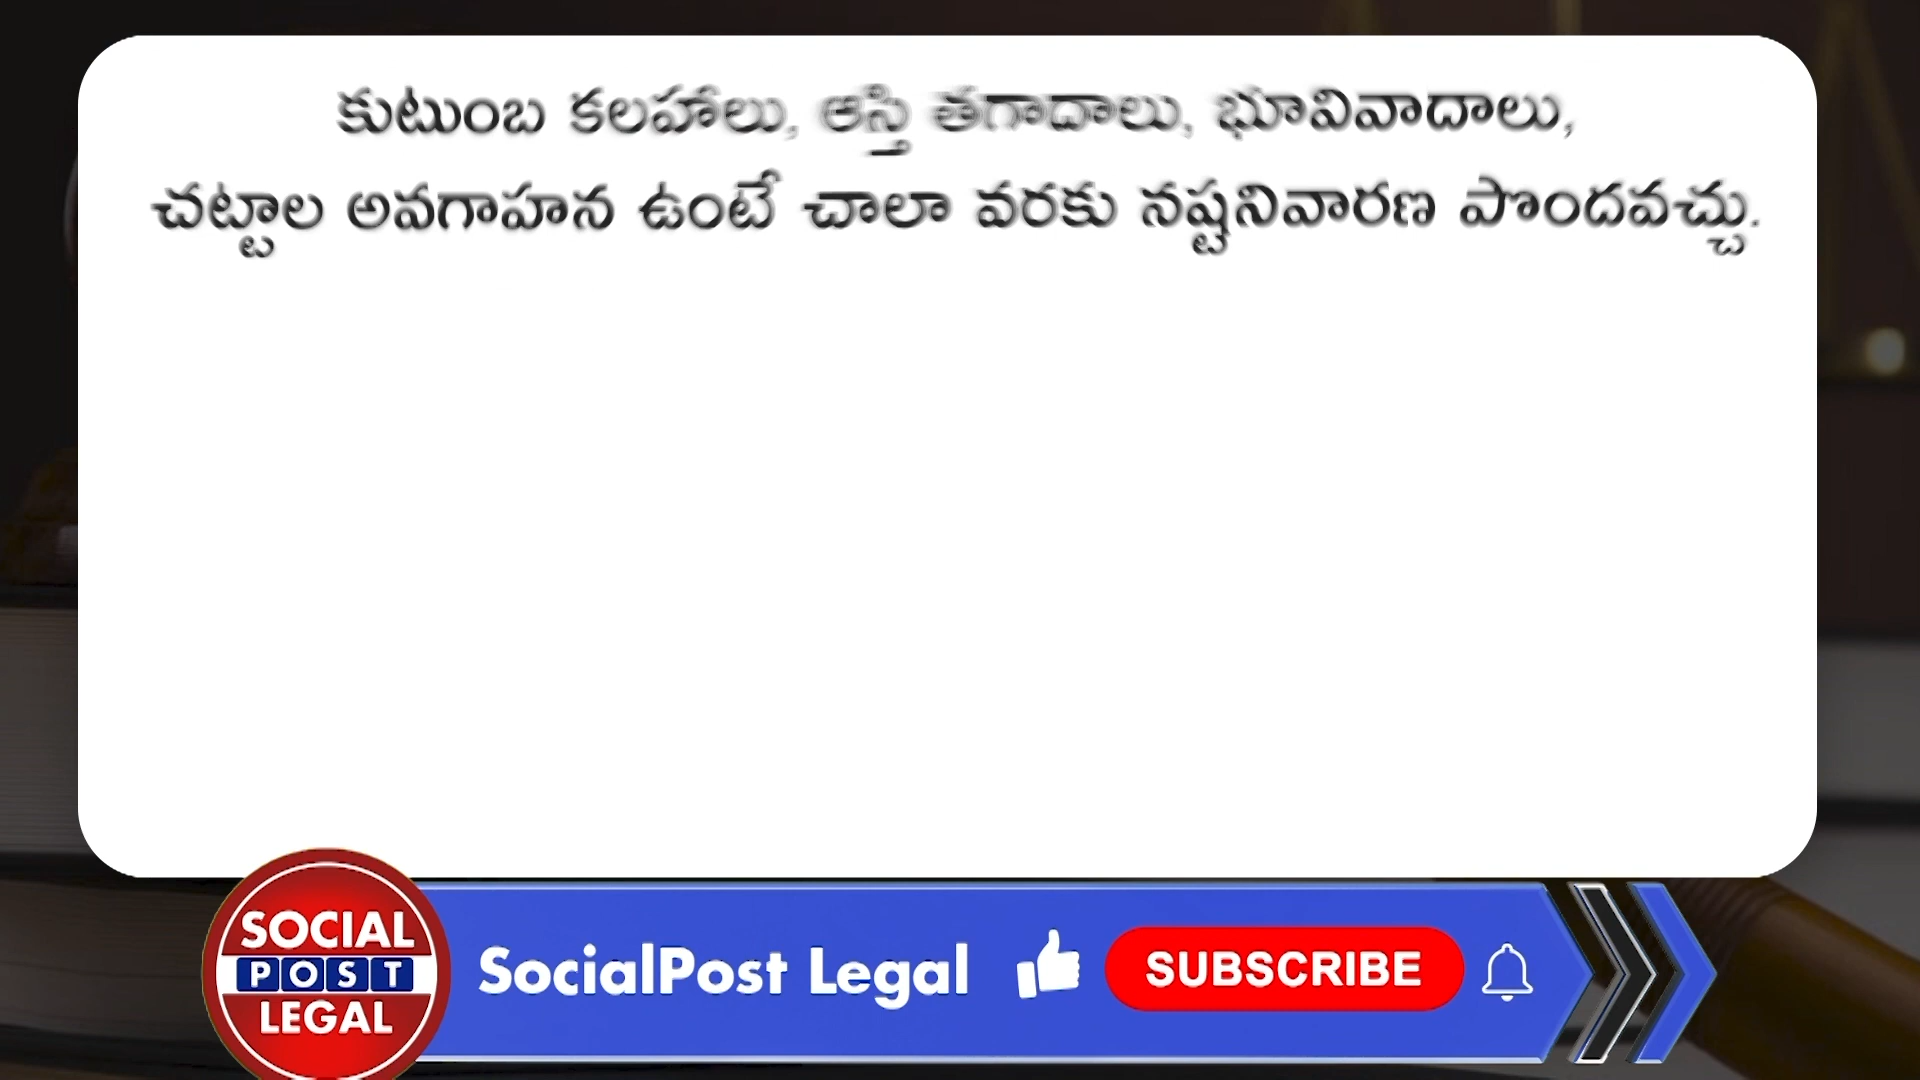 కుటుంబ కలహాలు, ఆస్తి తగాదాలు, భూవివాదాలు,
చట్టాల అవగాహన ఉంటే చాలా వరకు నష్టనివారణ పొందవచ్చు.
SOCIAL
POST
LEGAL
SocialPost Legal
SUBSCRIBE